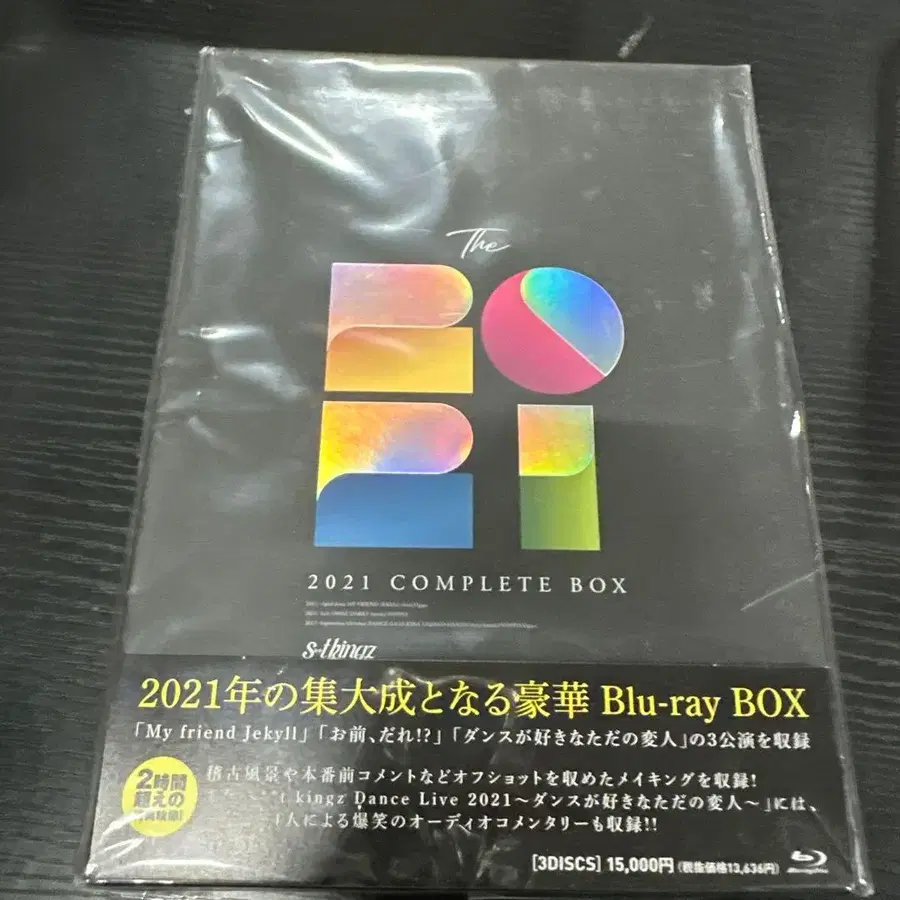 The
20
21
2021 COMPLETE BOX
s-tkingz
2021年の集大成となる豪華 Blu-ray BOX
「My friend Jekyll」「お前、だれ!?」「ダンスが好きなただの変人」の3公演を収録
2時間
超えの
稽古風景や本番前コメントなどオフショットを収めたメイキングを収録!
kingz Dance Live 2021〜ダンスが好きなただの変人〜」には、
人による爆笑のオーディオコメンタリーも収録!!
[3DISCS] 15,000円 (税抜価格13,636円)
Blu-ray Disc